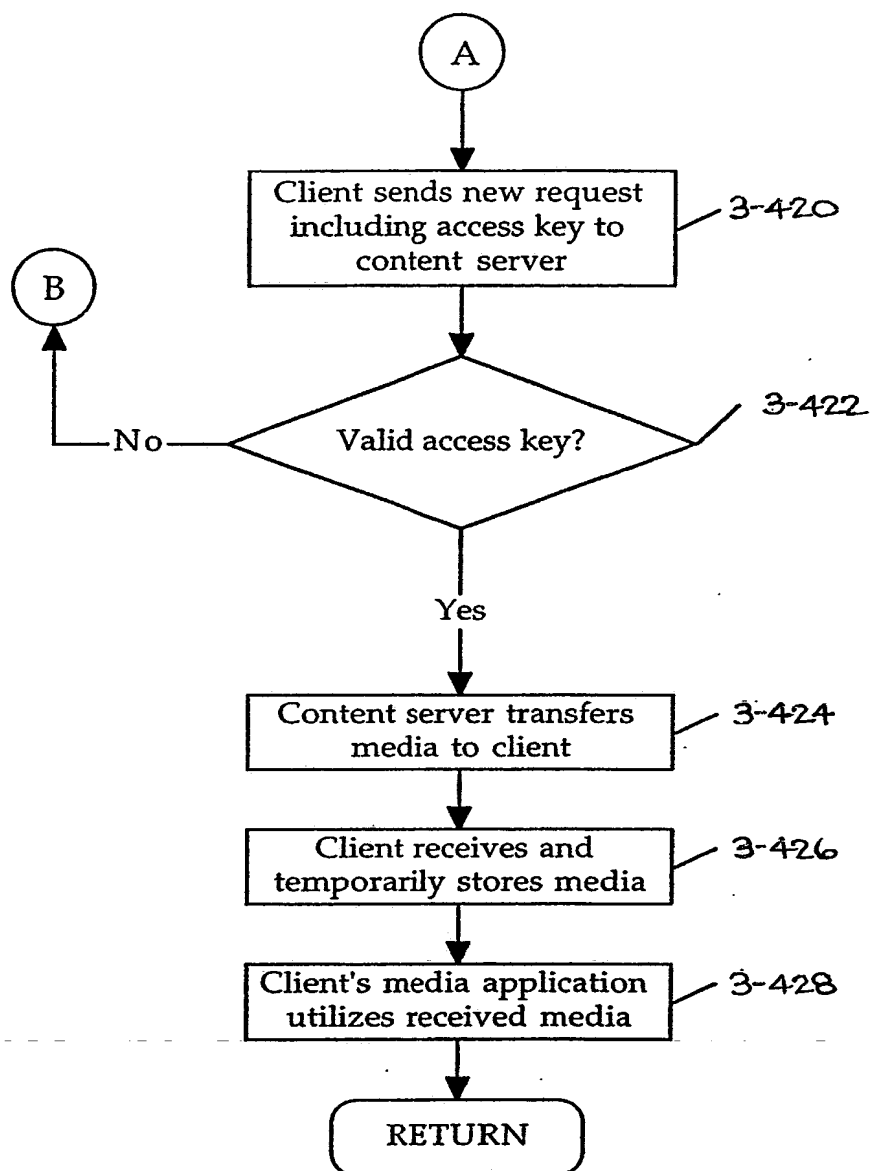 A
Client sends new request
including access key to
content server
3-420
B
Valid access key?
3-422
No
Yes
Content server transfers
media to client
3-424
Client receives and
temporarily stores media
3-426
Client's media application
utilizes received media
3-428
RETURN